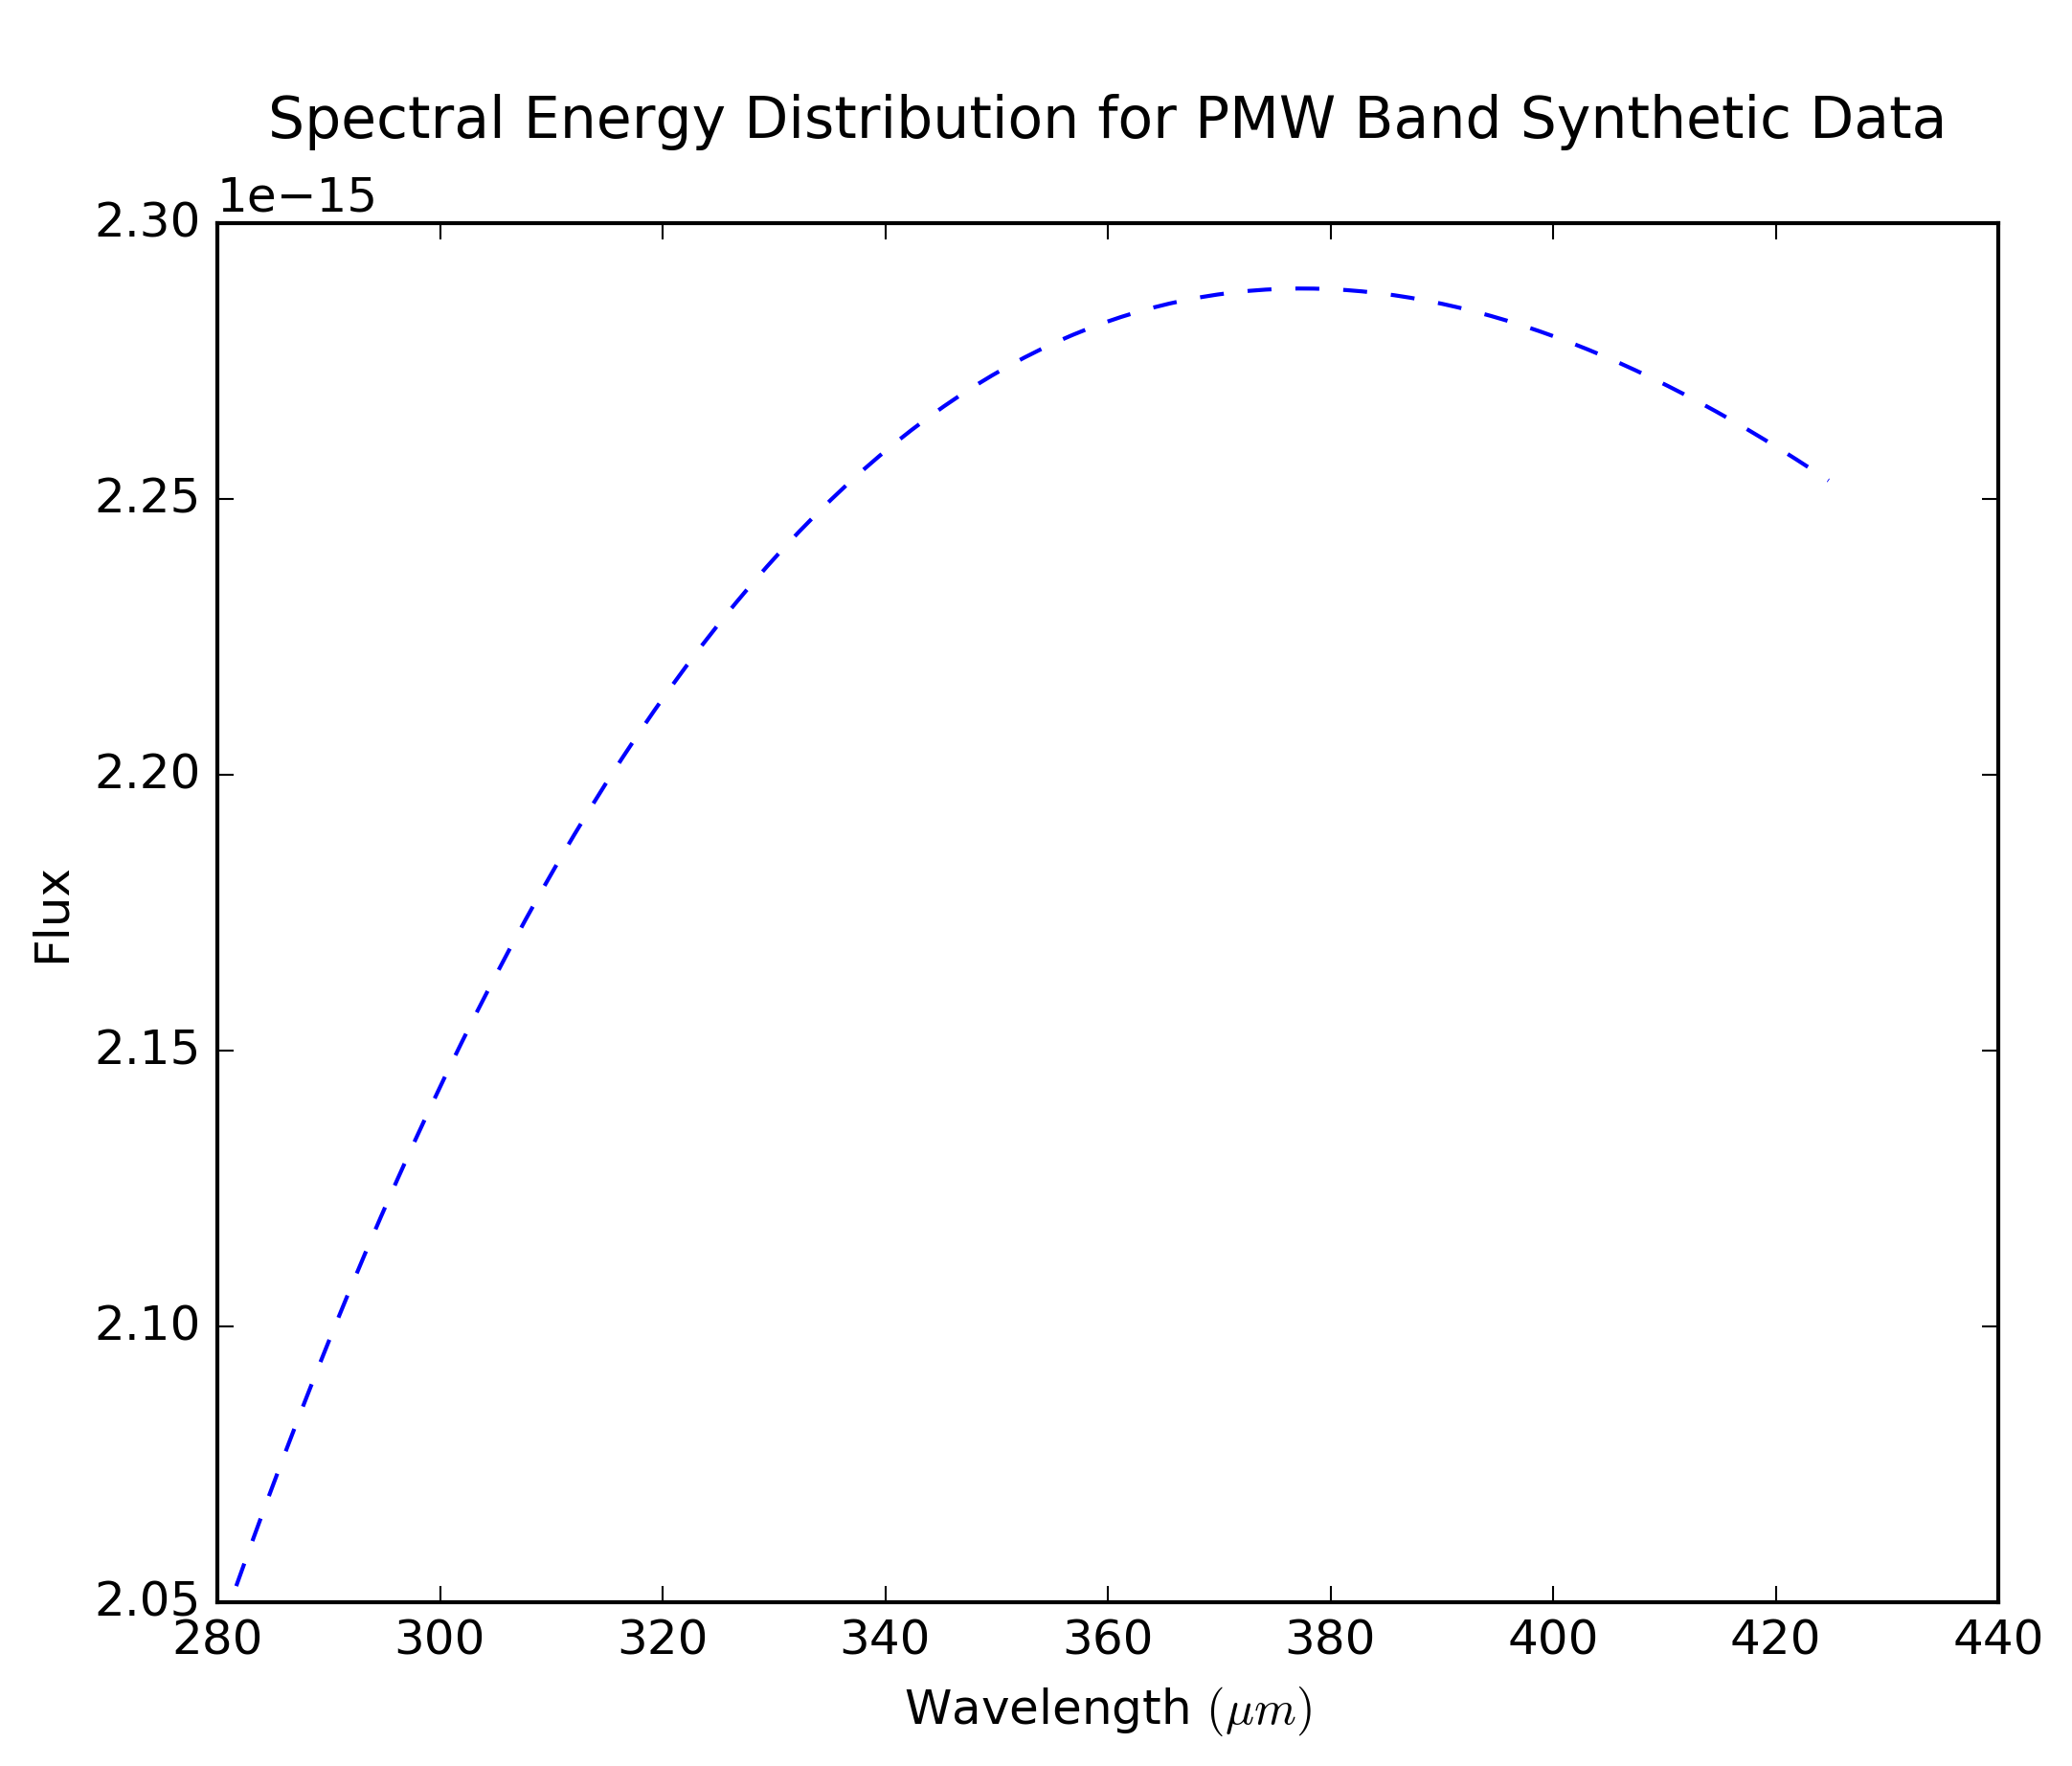 Spectral Energy Distribution for PMW Band Synthetic Data
1e−15
2.30
2.25
2.20
2.15
2.10
2.05
Flux
280 300 320 340 360 380 400 420 440
Wavelength (μm)